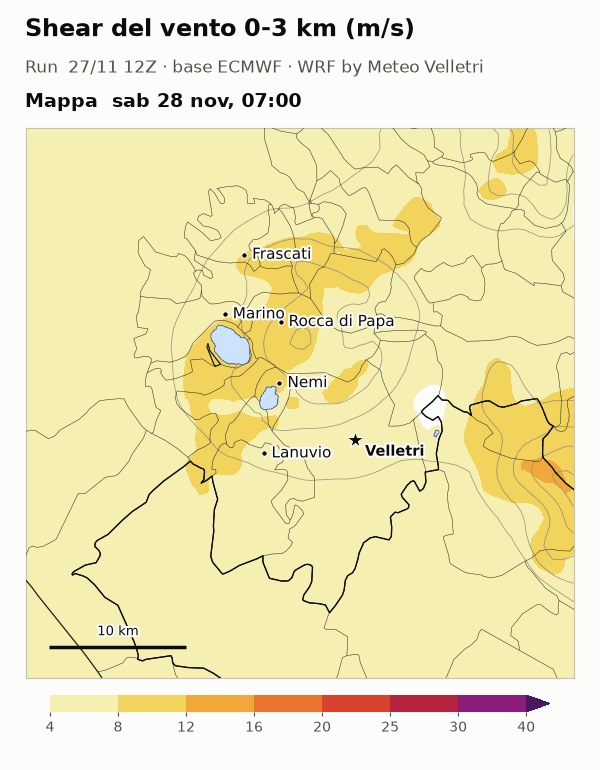 Shear del vento 0-3 km (m/s)
Run  27/11 12Z · base ECMWF · WRF by Meteo Velletri
Mappa  sab 28 nov, 07:00
Frascati
Marino
Rocca di Papa
Nemi
Velletri
Lanuvio
10 km
4 8 12 16 20 25 30 40